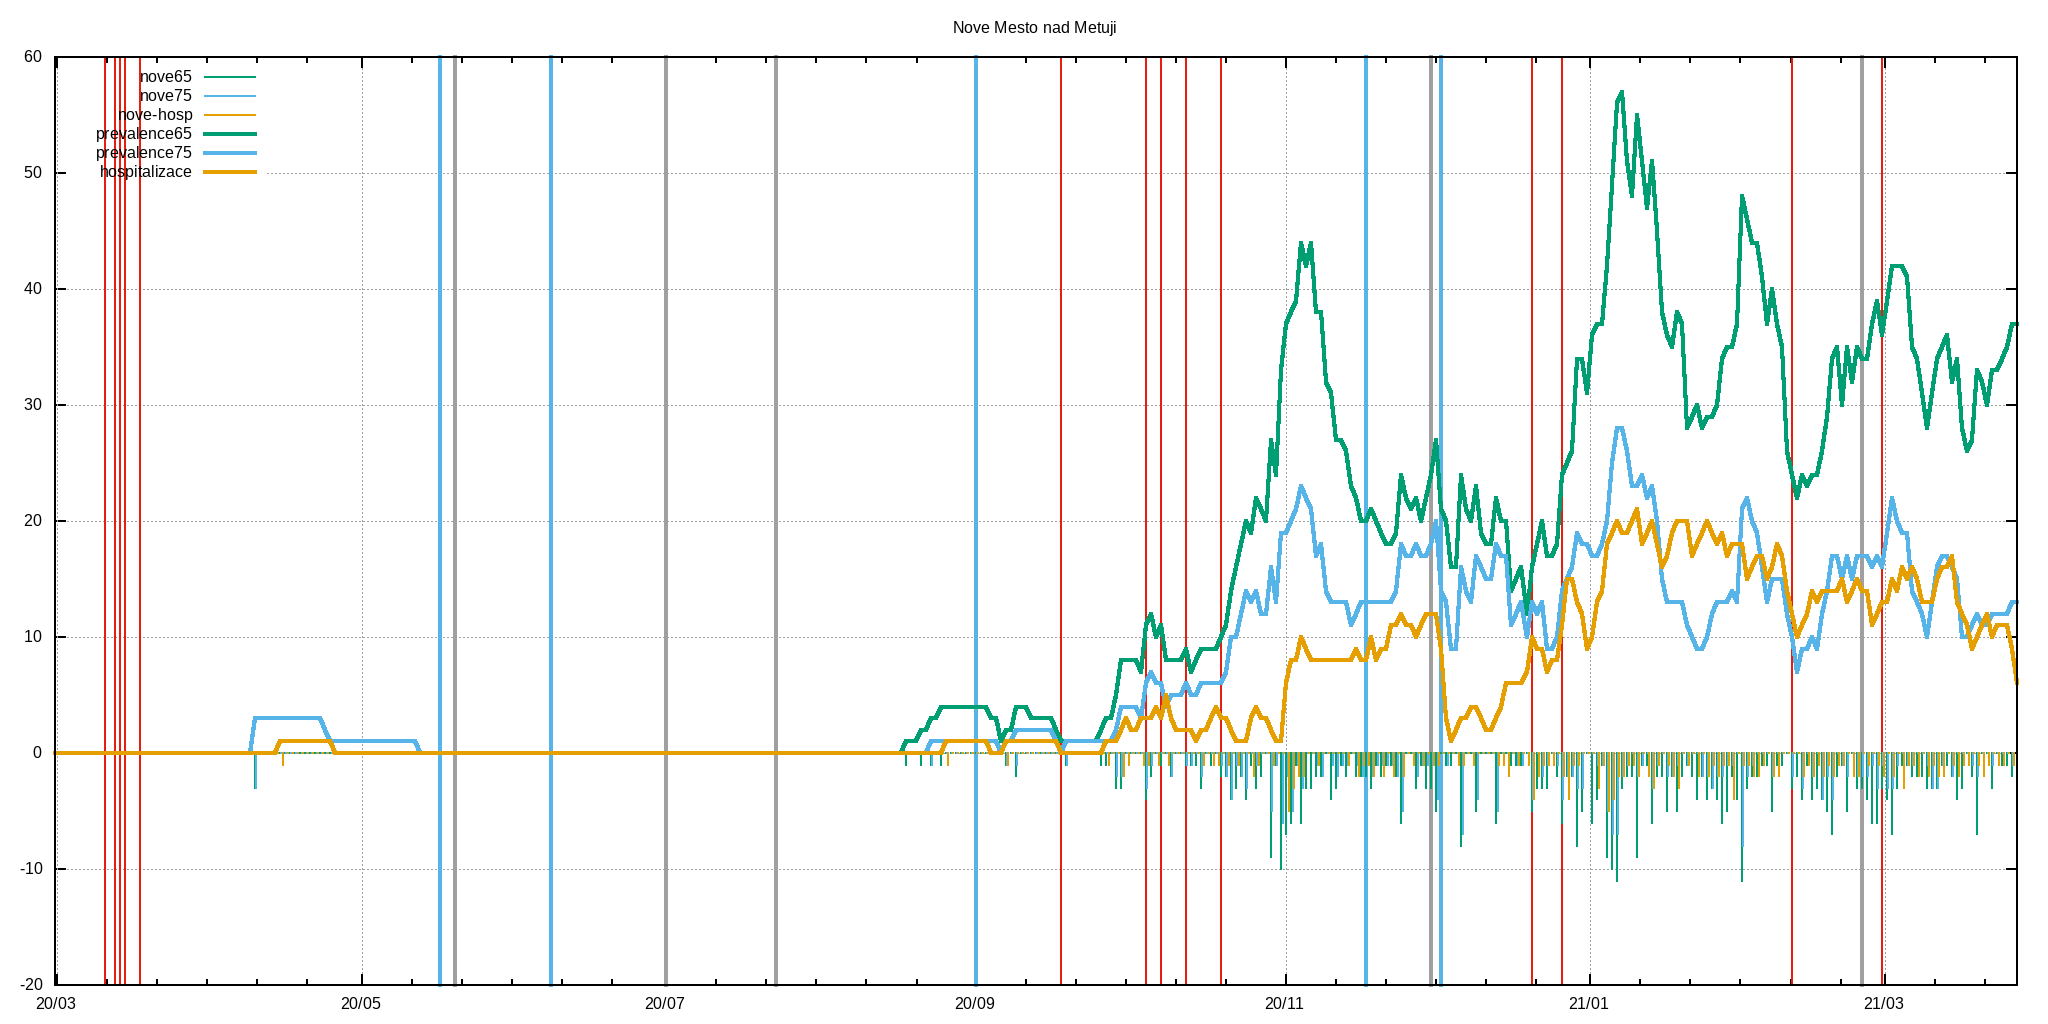 Nove Mesto nad Metuji
60
nove65
nove75
nove-hosp
prevalence65
prevalence75
hospitalizace
50
40
30
20
10
0
-10
-20
20/03 20/05 20/07 20/09 20/11 21/01 21/03